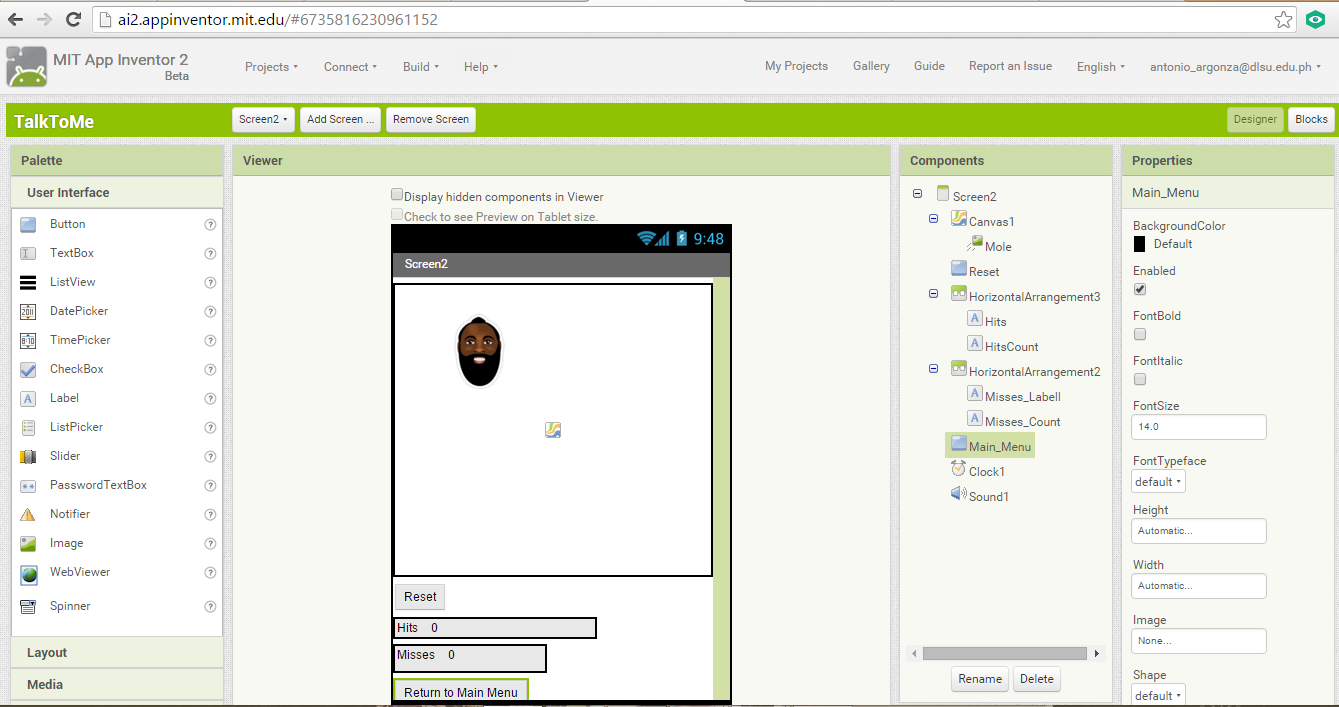 ai2.appinventor.mit.edu/#6735816230961152
MIT App Inventor 2
Beta
Projects
Connect
Build
Help
My Projects
Gallery
Guide
Report an Issue
English
antonio_argonza@dlsu.edu.ph
TalkToMe
Screen2
Add Screen ...
Remove Screen
Designer
Blocks
Palette
User Interface
Button
TextBox
ListView
DatePicker
TimePicker
CheckBox
Label
ListPicker
Slider
PasswordTextBox
Notifier
Image
WebViewer
Spinner
Layout
Media
Viewer
Display hidden components in Viewer
Check to see Preview on Tablet size.
9:48
Screen2
Reset
Hits 0
Misses 0
Return to Main Menu
Components
Screen2
Canvas1
Mole
Reset
HorizontalArrangement3
Hits
HitsCount
HorizontalArrangement2
Misses_Labell
Misses_Count
Main_Menu
Clock1
Sound1
Rename
Delete
Properties
Main_Menu
BackgroundColor
Default
Enabled
FontBold
FontItalic
FontSize
14.0
FontTypeface
default
Height
Automatic...
Width
Automatic...
Image
None...
Shape
default